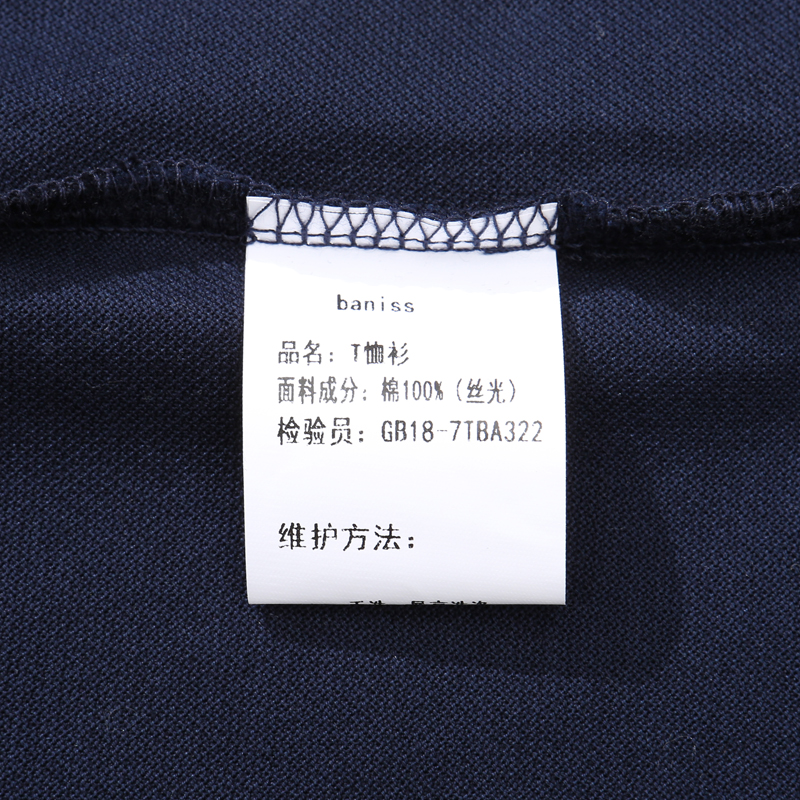 baniss
品名：T恤衫
面料成分：棉100%（丝光）
检验员：GB18-7TBA322
维护方法：